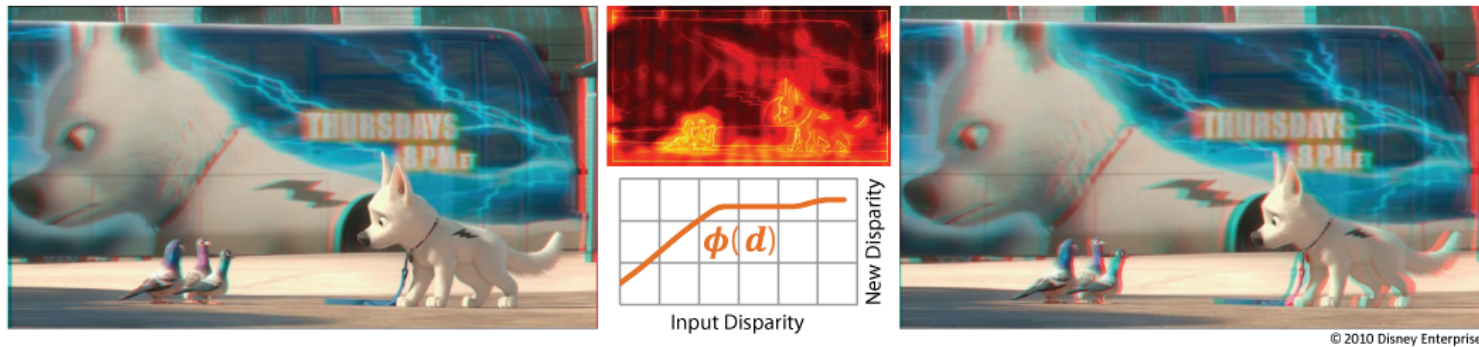 THURSDAYS
8PM ET
ϕ(d)
New Disparity
Input Disparity
THURSDAYS
8PM ET
© 2010 Disney Enterprise